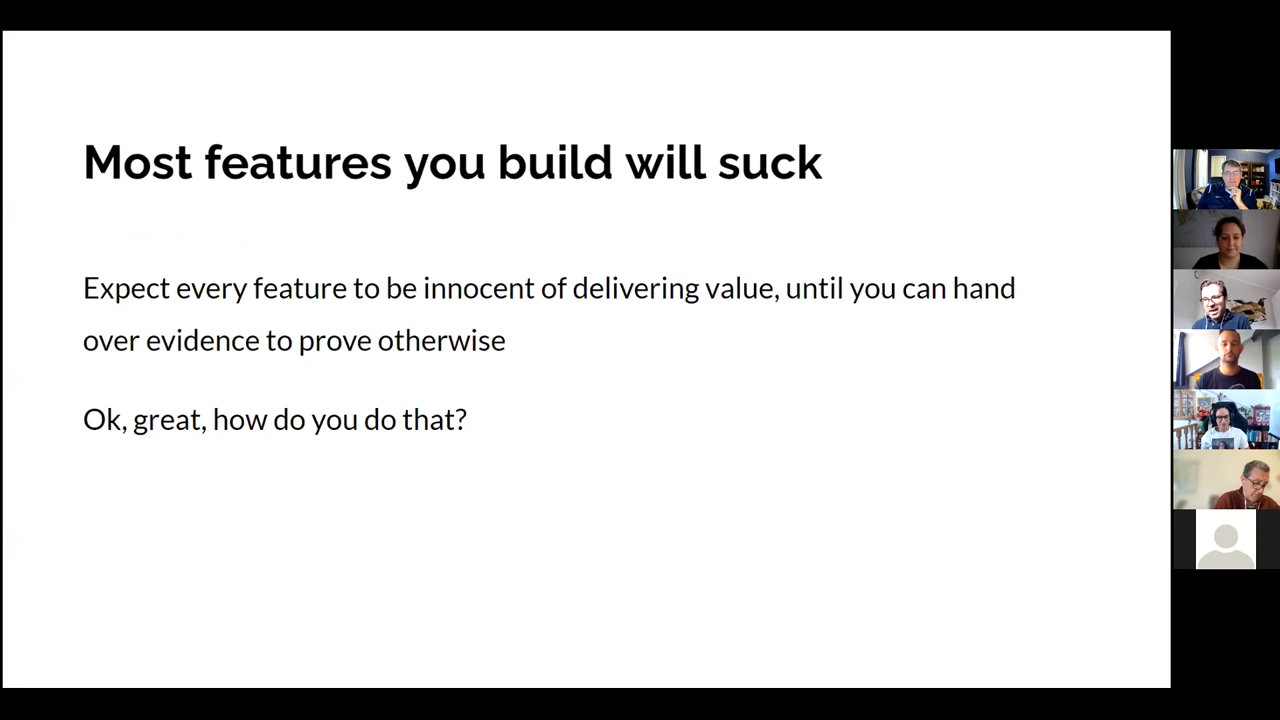 Most features you build will suck
Expect every feature to be innocent of delivering value, until you can hand
over evidence to prove otherwise
Ok, great, how do you do that?